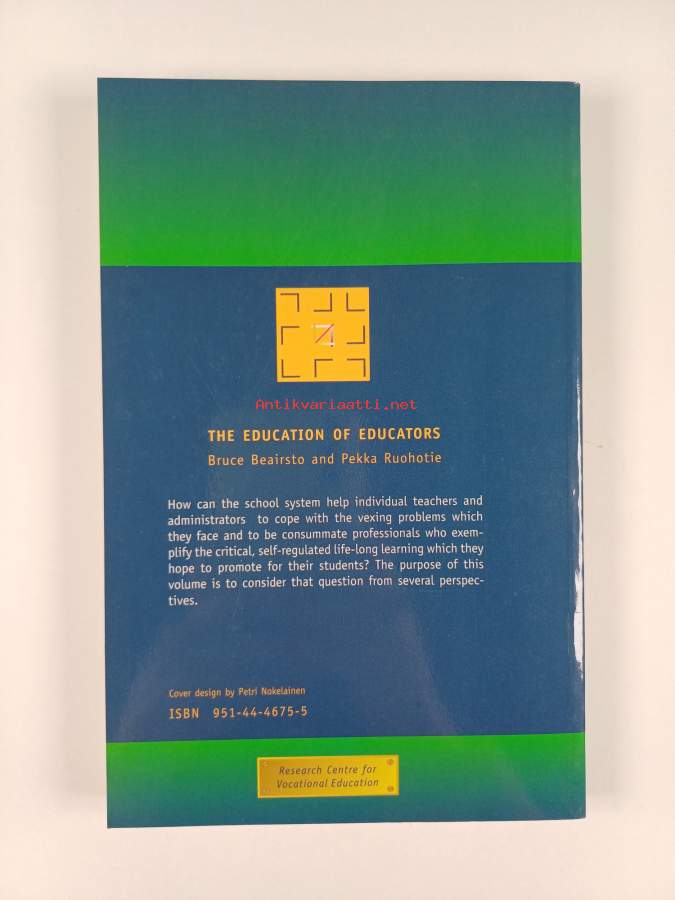 Antikvariaatti.net
THE EDUCATION OF EDUCATORS
Bruce Beairsto and Pekka Ruohotie
How can the school system help individual teachers and
administrators to cope with the vexing problems which
they face and to be consummate professionals who exem-
plify the critical, self-regulated life-long learning which they
hope to promote for their students? The purpose of this
volume is to consider that question from several perspec-
tives.
Cover design by Petri Nokelainen
ISBN 951-44-4675-5
Research Centre for
Vocational Education